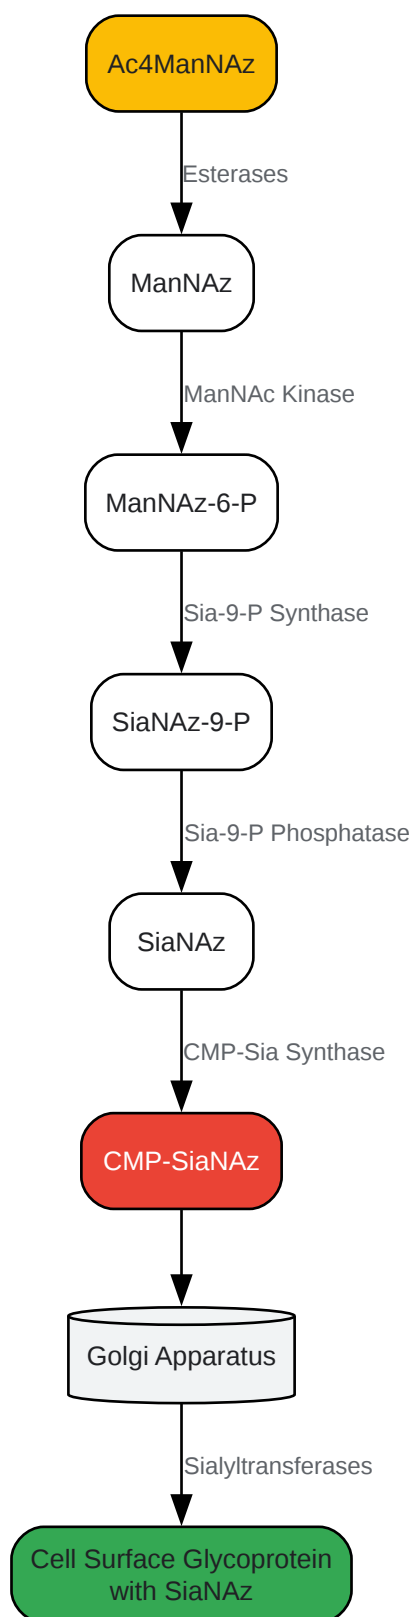 Ac4ManNAz
Esterases
ManNAz
ManNAc Kinase
ManNAz-6-P
Sia-9-P Synthase
SiaNAz-9-P
Sia-9-P Phosphatase
SiaNAz
CMP-Sia Synthase
CMP-SiaNAz
Golgi Apparatus
Sialyltransferases
Cell Surface Glycoprotein
with SiaNAz